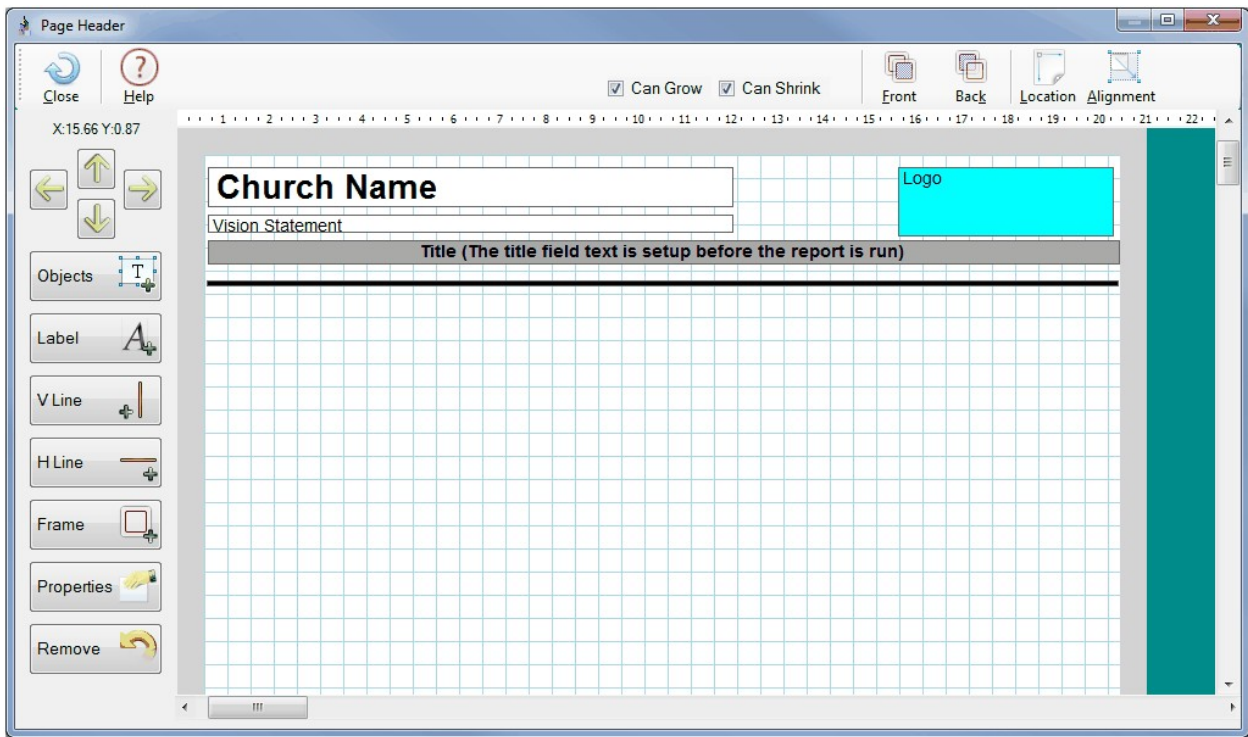 Page Header
Close
Help
Can Grow
Can Shrink
Front
Back
Location
Alignment
X:15.66 Y:0.87
1 2 3 4 5 6 7 8 9 10 11 12 13 14 15 16 17 18 19 20 21 22
Church Name
Logo
Vision Statement
Title (The title field text is setup before the report is run)
Objects
T
Label
A
V Line
H Line
Frame
Properties
Remove